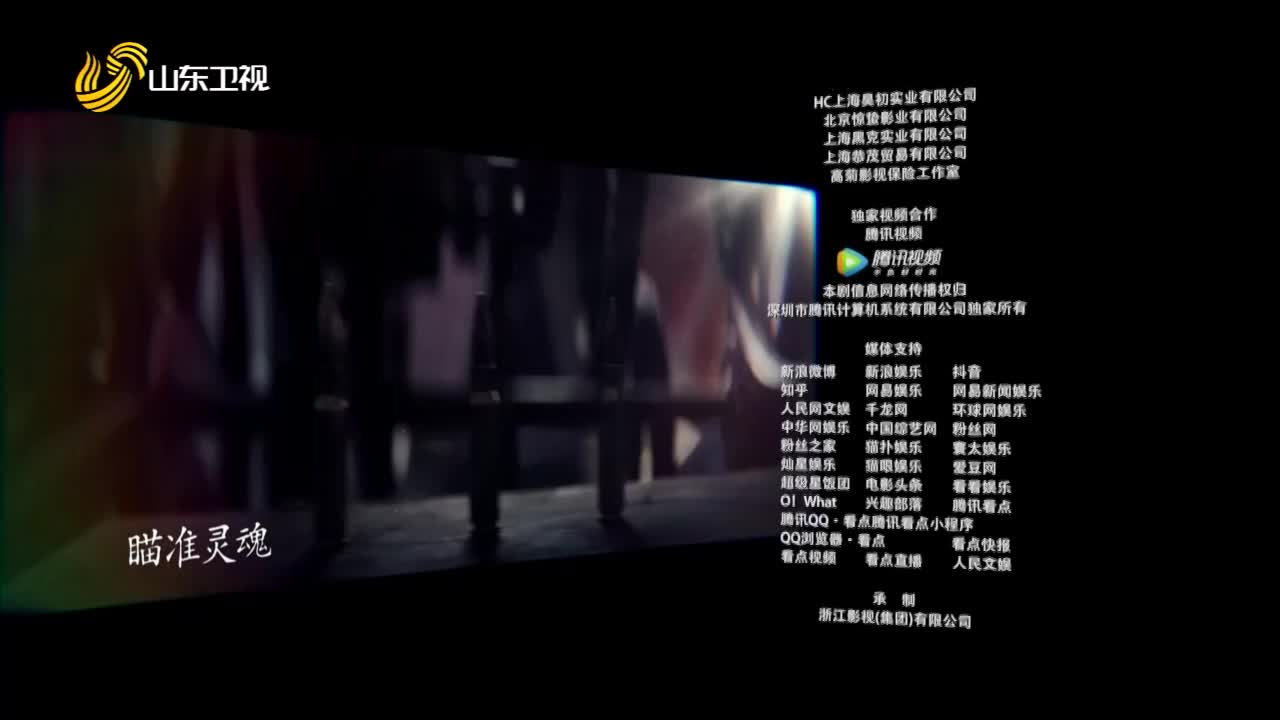 山东卫视
HC上海昊初实业有限公司
北京惊蛰影业有限公司
上海黑克实业有限公司
上海恭茂贸易有限公司
高菊影视保险工作室
独家视频合作
腾讯视频
腾讯视频
本剧信息网络传播权归
深圳市腾讯计算机系统有限公司独家所有
媒体支持
新浪微博 新浪娱乐 抖音
知乎 网易娱乐 网易新闻娱乐
人民网文娱 千龙网 环球网娱乐
中华网娱乐 中国综艺网 粉丝网
粉丝之家 猫扑娱乐 寰太娱乐
灿星娱乐 猫眼娱乐 爱豆网
超级星饭团 电影头条 看看娱乐
O! What 兴趣部落 腾讯看点
腾讯QQ·看点腾讯看点小程序
QQ浏览器·看点 看点快报
看点视频 看点直播 人民文娱
承 制
浙江影视(集团)有限公司
瞄准灵魂